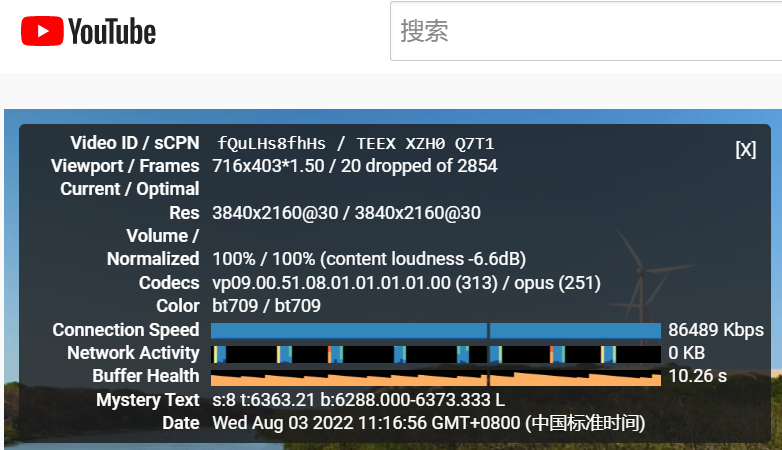 YouTube
搜索
Video ID / sCPN fQuLHs8fhHs / TEEX XZH0 Q7T1
[X]
Viewport / Frames 716x403*1.50 / 20 dropped of 2854
Current / Optimal
Res 3840x2160@30 / 3840x2160@30
Volume /
Normalized 100% / 100% (content loudness -6.6dB)
Codecs vp09.00.51.08.01.01.01.01.00 (313) / opus (251)
Color bt709 / bt709
Connection Speed 86489 Kbps
Network Activity 0 KB
Buffer Health 10.26 s
Mystery Text s:8 t:6363.21 b:6288.000-6373.333 L
Date Wed Aug 03 2022 11:16:56 GMT+0800 (中国标准时间)